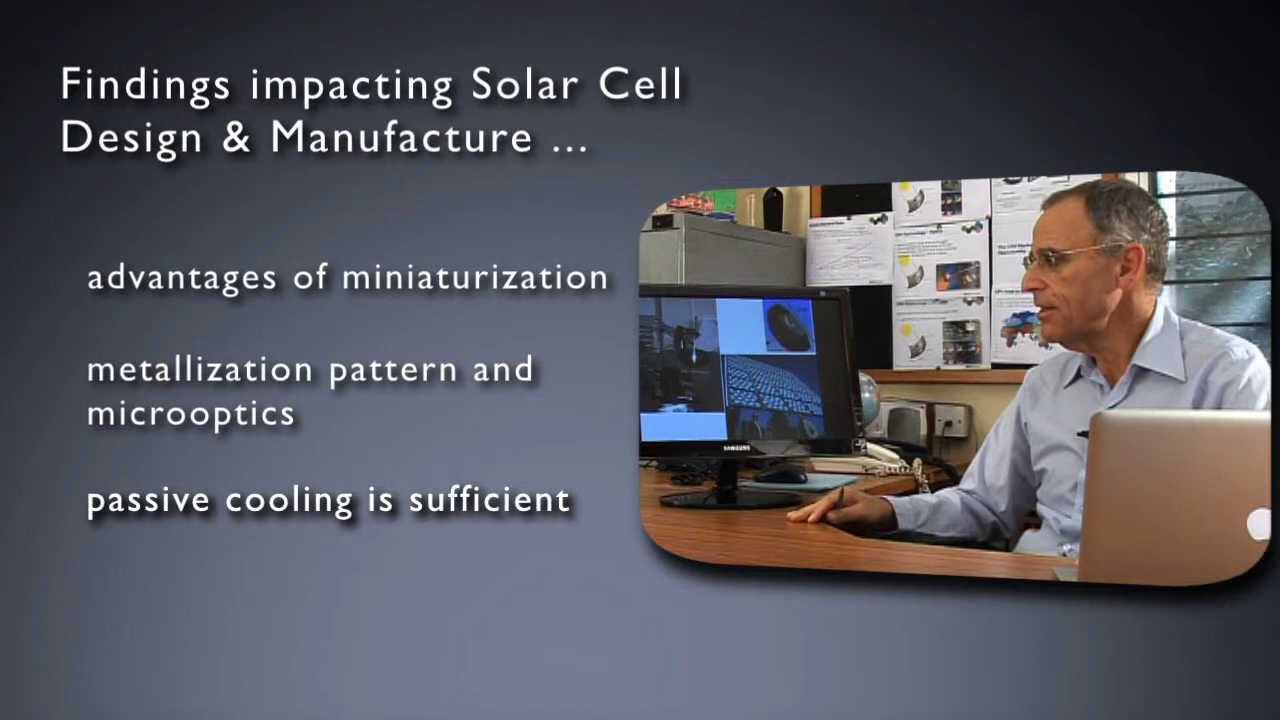 Findings impacting Solar Cell
Design & Manufacture ...
advantages of miniaturization
metallization pattern and
microoptics
passive cooling is sufficient
SAMSUNG